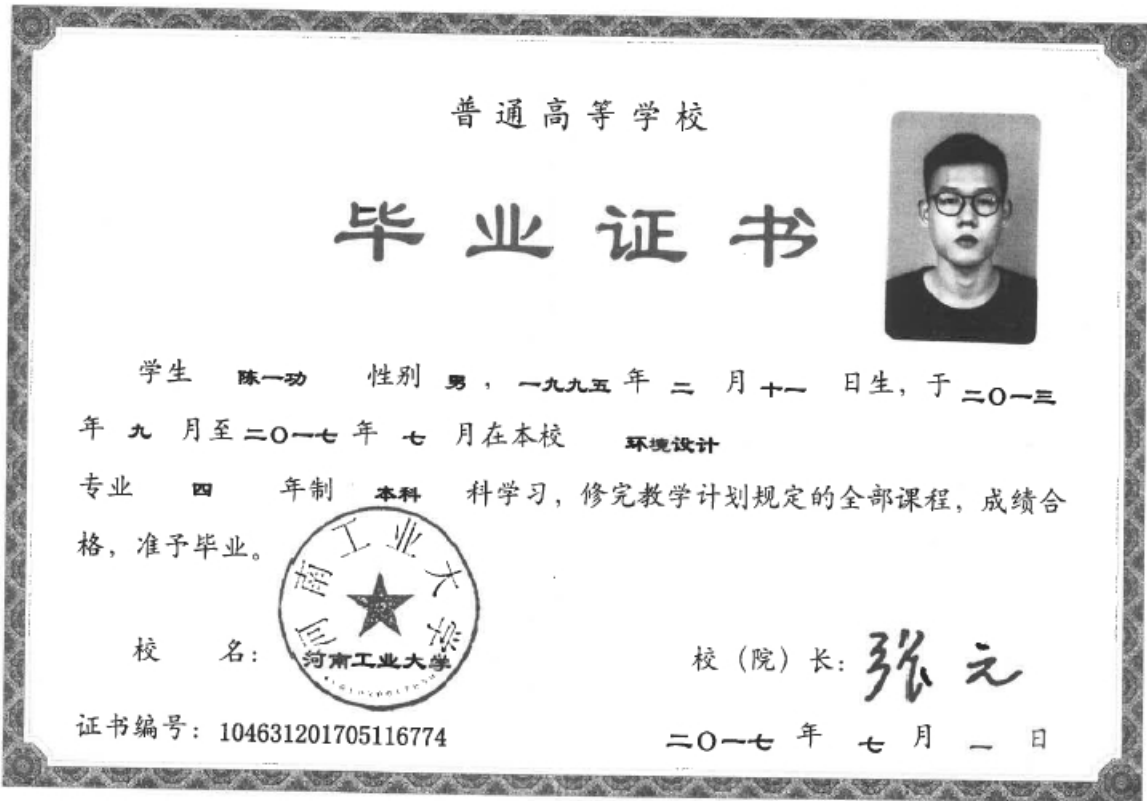 普通高等学校
毕业证书
学生 陈一功 性别 男，一九九五 年 二 月 十一 日生，于 二〇一三
年 九 月至 二〇一七 年 七 月在本校 环境设计
专业 四 年制 本科 科学习，修完教学计划规定的全部课程，成绩合
格，准予毕业。
河南工业大学
校 名：河南工业大学
校（院）长：张元
证书编号：104631201705116774
二〇一七 年 七 月 一 日